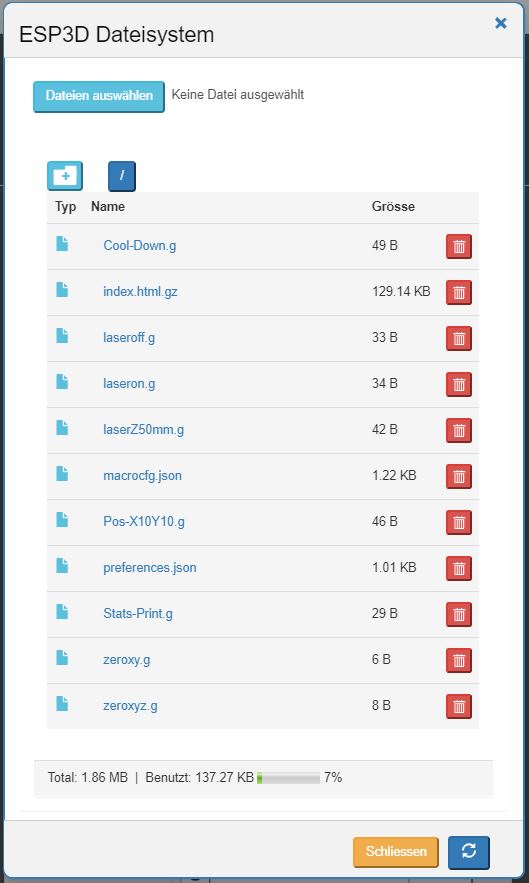 ESP3D Dateisystem
Dateien auswählen Keine Datei ausgewählt
/
Typ Name Grösse
Cool-Down.g 49 B
index.html.gz 129.14 KB
laseroff.g 33 B
laseron.g 34 B
laserZ50mm.g 42 B
macrocfg.json 1.22 KB
Pos-X10Y10.g 46 B
preferences.json 1.01 KB
Stats-Print.g 29 B
zeroxy.g 6 B
zeroxyz.g 8 B
Total: 1.86 MB | Benutzt: 137.27 KB 7%
Schliessen